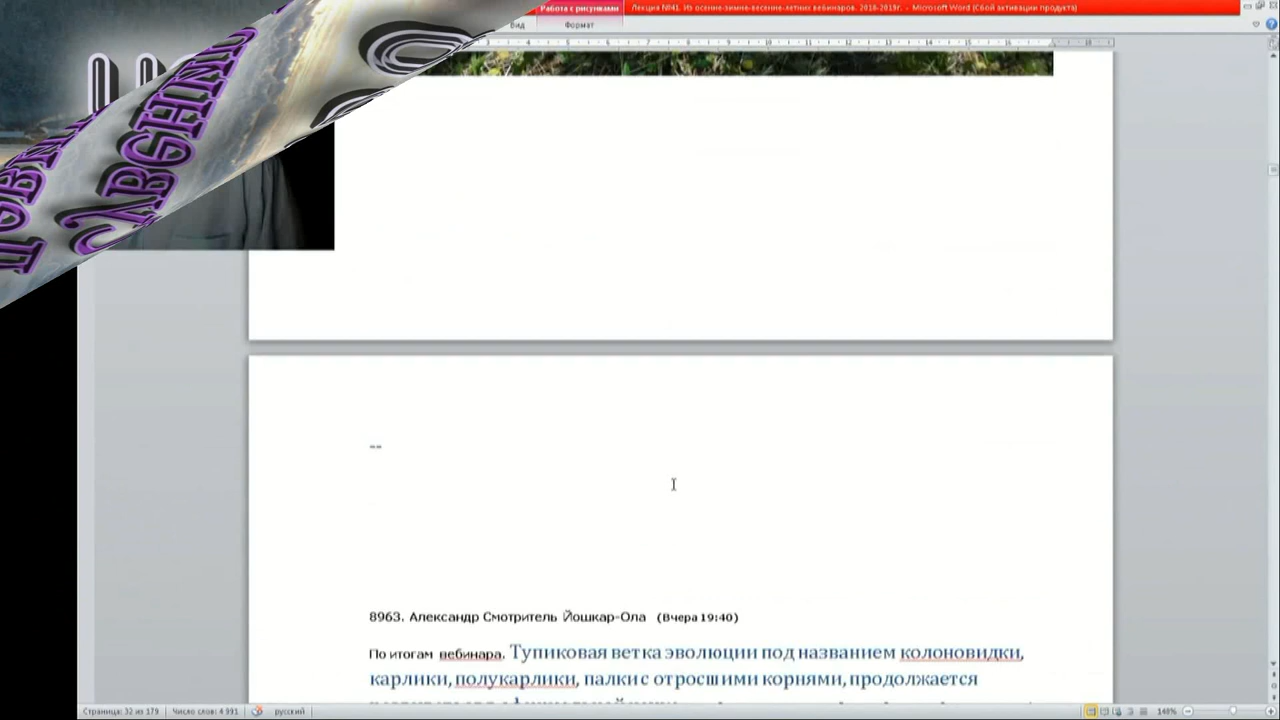 Работа с рисунками
Лекция №41. Из осенне-зимне-весенне-летних вебинаров. 2018-2019г. - Microsoft Word (Сбой активации продукта)
Вид
Формат
==
8963. Александр Смотритель Йошкар-Ола (Вчера 19:40)
По итогам вебинара. Тупиковая ветка эволюции под названием колоновидки,
карлики, полукарлики, палки с отросшими корнями, продолжается
Страница: 32 из 179
Число слов: 4 991
русский
148%